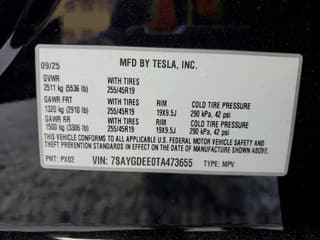 MFD BY TESLA, INC.
09/25
GVWR WITH TIRES
2511 kg (5536 lb) 255/45R19
GAWR FRT WITH TIRES RIM COLD TIRE PRESSURE
1320 kg (2910 lb) 255/45R19 19X9.5J 290 kPa, 42 psi
GAWR RR WITH TIRES RIM COLD TIRE PRESSURE
1500 kg (3306 lb) 255/45R19 19X9.5J 290 kPa, 42 psi
THIS VEHICLE CONFORMS TO ALL APPLICABLE U.S. FEDERAL MOTOR VEHICLE SAFETY AND
THEFT PREVENTION STANDARDS IN EFFECT ON THE DATE OF MANUFACTURE SHOWN ABOVE.
PNT: PX02 VIN: 7SAYGDEE0TA473655 TYPE: MPV